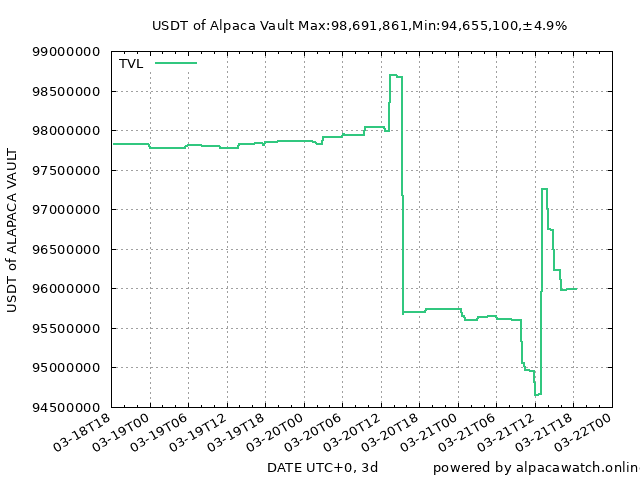 USDT of Alpaca Vault Max:98,691,861,Min:94,655,100,±4.9%
TVL
99000000
98500000
98000000
97500000
97000000
96500000
96000000
95500000
95000000
94500000
USDT of ALAPACA VAULT
03-18T18
03-19T00
03-19T06
03-19T12
03-19T18
03-20T00
03-20T06
03-20T12
03-20T18
03-21T00
03-21T06
03-21T12
03-21T18
03-22T00
DATE UTC+0, 3d
powered by alpacawatch.onlin